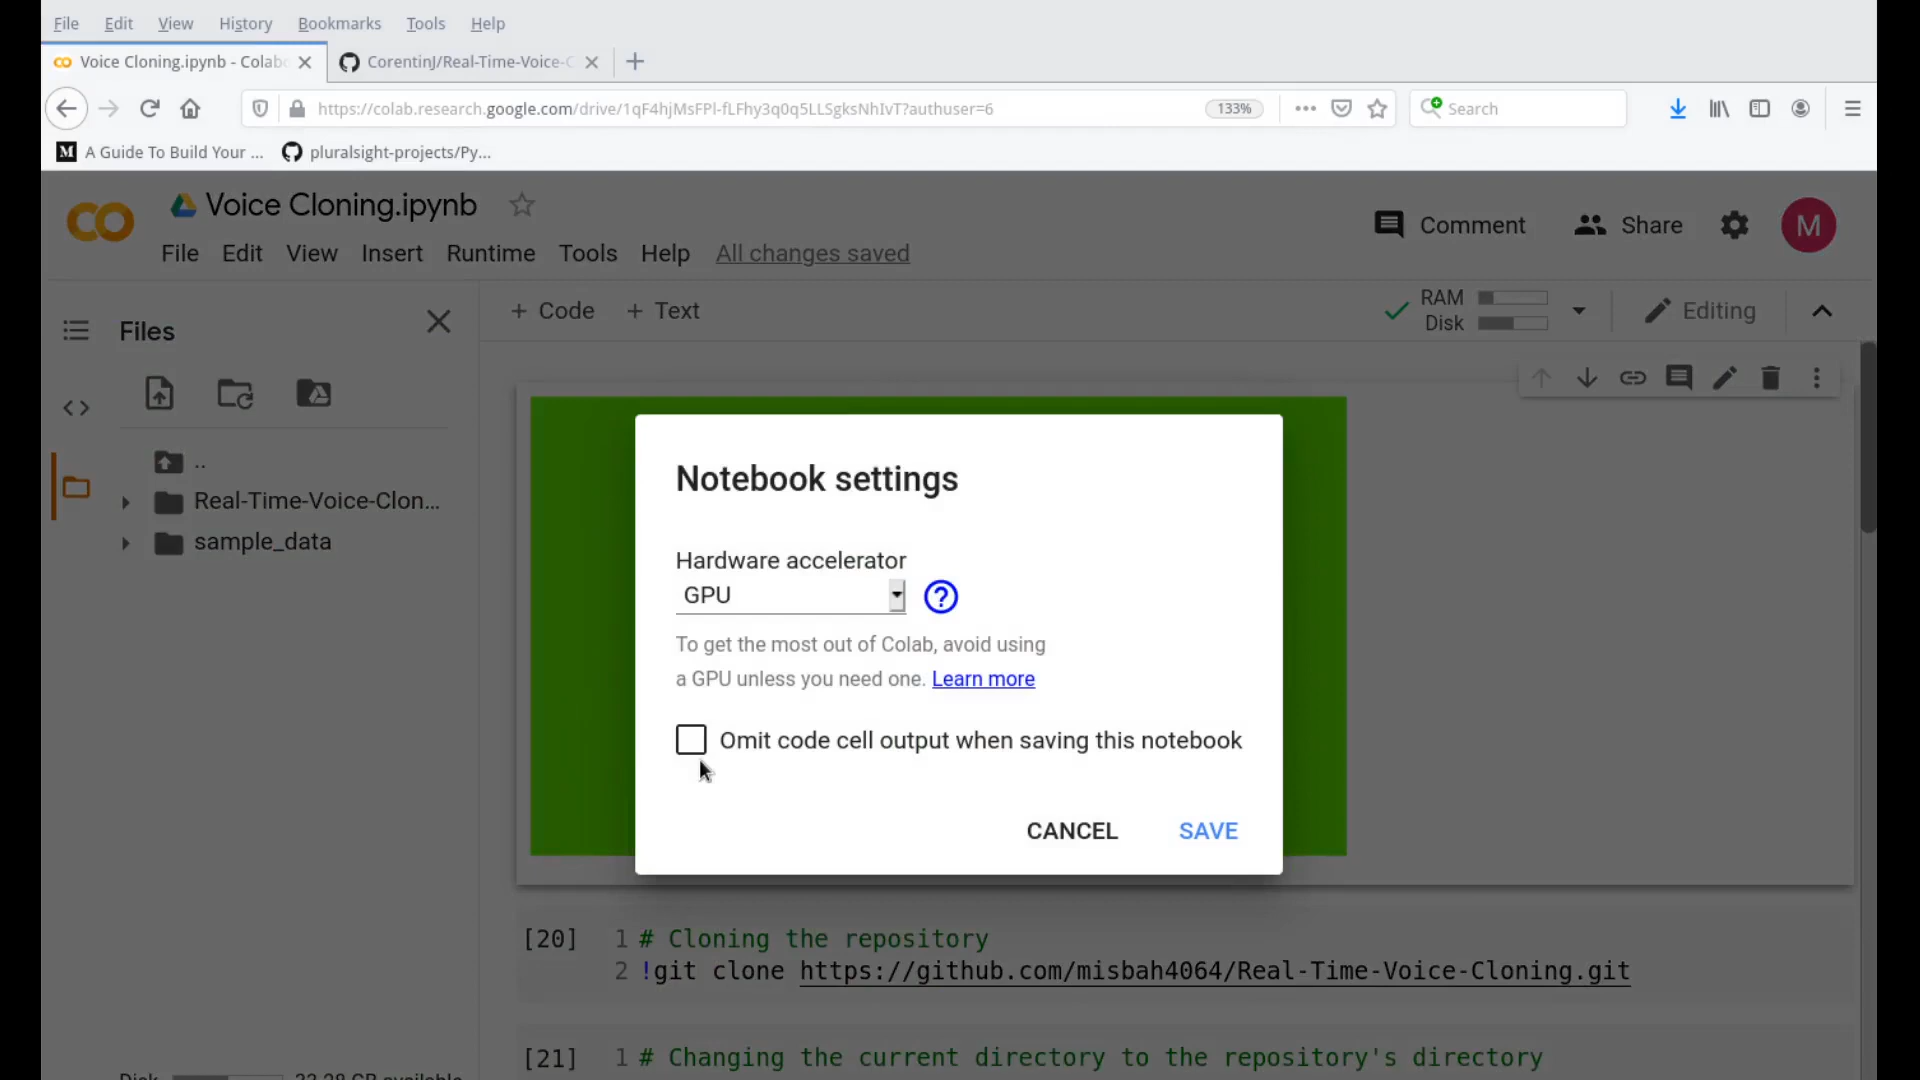 File Edit View History Bookmarks Tools Help
Voice Cloning.ipynb - Colab
CorentinJ/Real-Time-Voice-C
https://colab.research.google.com/drive/1qF4hjMsFPl-fLFhy3q0q5LLSgksNhIvT?authuser=6
133%
Search
A Guide To Build Your ...
pluralsight-projects/Py...
Voice Cloning.ipynb
Comment
Share
M
File Edit View Insert Runtime Tools Help All changes saved
Files
+ Code + Text
RAM
Disk
Editing
..
Real-Time-Voice-Clon...
sample_data
Notebook settings
Hardware accelerator
GPU
?
To get the most out of Colab, avoid using
a GPU unless you need one. Learn more
Omit code cell output when saving this notebook
CANCEL SAVE
[20] 1 # Cloning the repository
2 !git clone https://github.com/misbah4064/Real-Time-Voice-Cloning.git
[21] 1 # Changing the current directory to the repository's directory
Disk 33.28 GB available